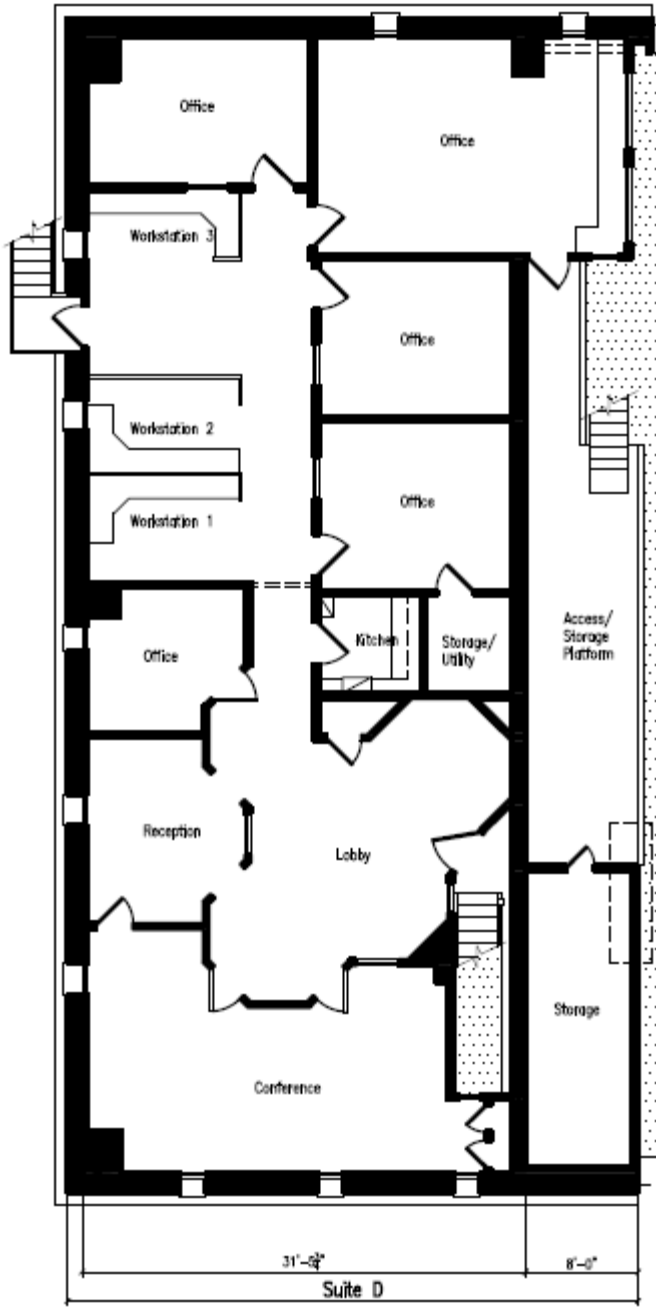 Office
Office
Workstation 3
Office
Workstation 2
Office
Workstation 1
Office
Kitchen
Storage/
Utility
Access/
Storage
Platform
Reception
Lobby
Storage
Conference
8'-0"
Suite D